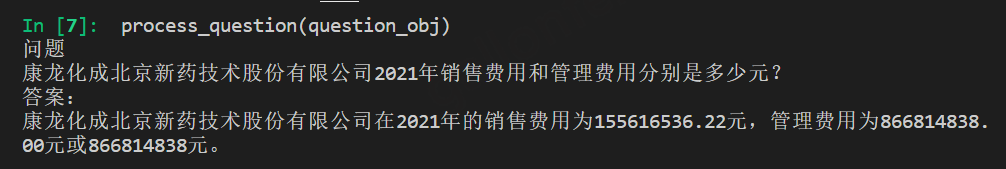 In [7]: process_question(question_obj)
问题
康龙化成北京新药技术股份有限公司2021年销售费用和管理费用分别是多少元？
答案：
康龙化成北京新药技术股份有限公司在2021年的销售费用为155616536.22元，管理费用为866814838.
00元或866814838元。